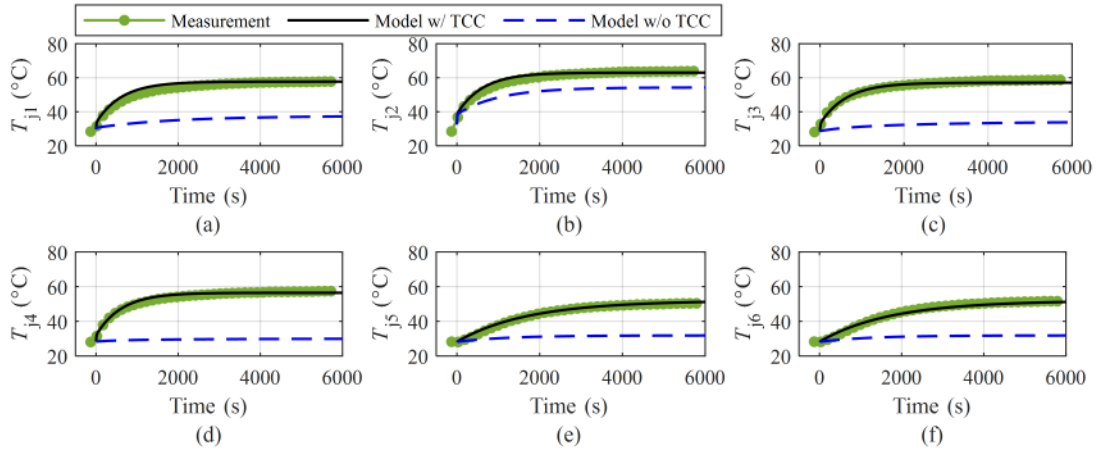 Measurement Model w/ TCC Model w/o TCC
80 60 40 20
T_j1 (°C)
0 2000 4000 6000
Time (s)
(a)
80 60 40 20
T_j2 (°C)
0 2000 4000 6000
Time (s)
(b)
80 60 40 20
T_j3 (°C)
0 2000 4000 6000
Time (s)
(c)
80 60 40 20
T_j4 (°C)
0 2000 4000 6000
Time (s)
(d)
80 60 40 20
T_j5 (°C)
0 2000 4000 6000
Time (s)
(e)
80 60 40 20
T_j6 (°C)
0 2000 4000 6000
Time (s)
(f)